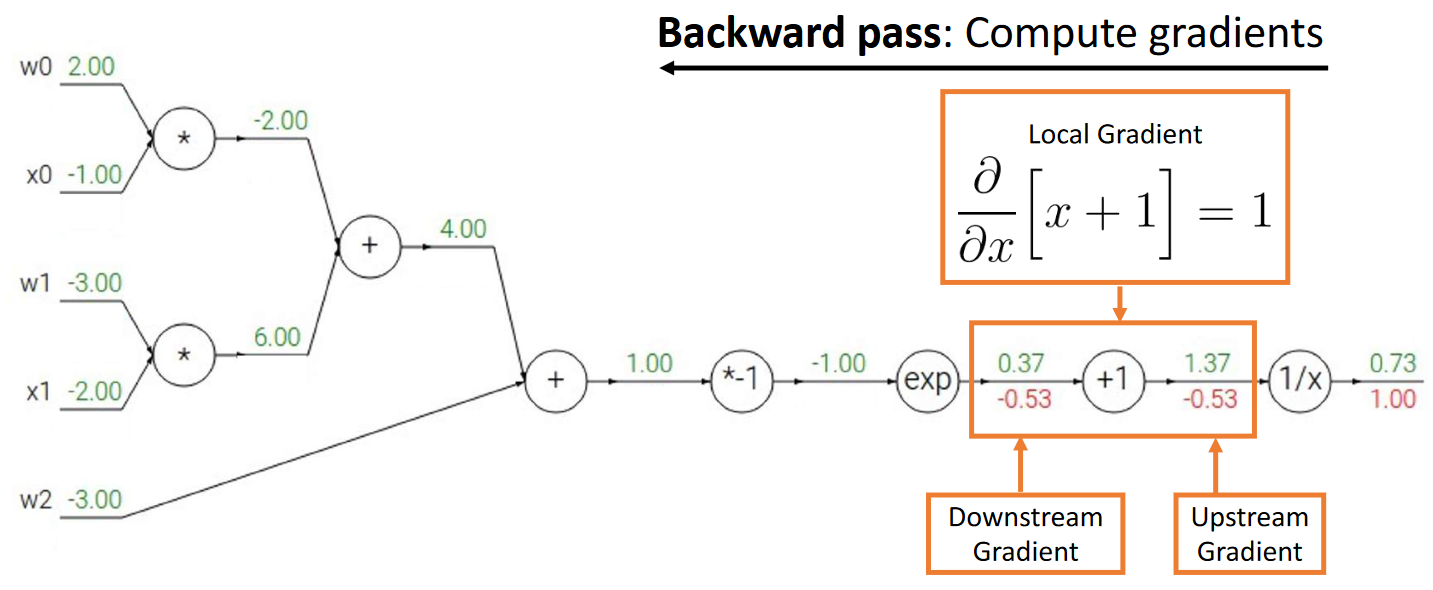 Backward pass: Compute gradients
w0 2.00
x0 -1.00
*
-2.00
w1 -3.00
x1 -2.00
*
6.00
+
4.00
w2 -3.00
+
1.00
*-1
-1.00
exp
0.37
-0.53
+1
1.37
-0.53
1/x
0.73
1.00
Local Gradient
∂/∂x [x + 1] = 1
Downstream
Gradient
Upstream
Gradient